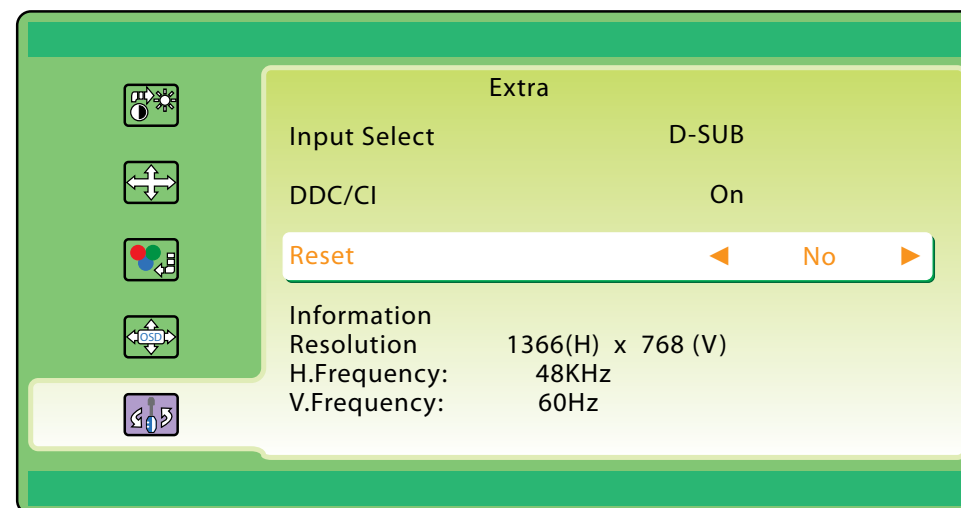 Extra
Input Select D-SUB
DDC/CI On
Reset ◀ No ▶
Information
Resolution 1366(H) x 768 (V)
H.Frequency: 48KHz
V.Frequency: 60Hz
OSD